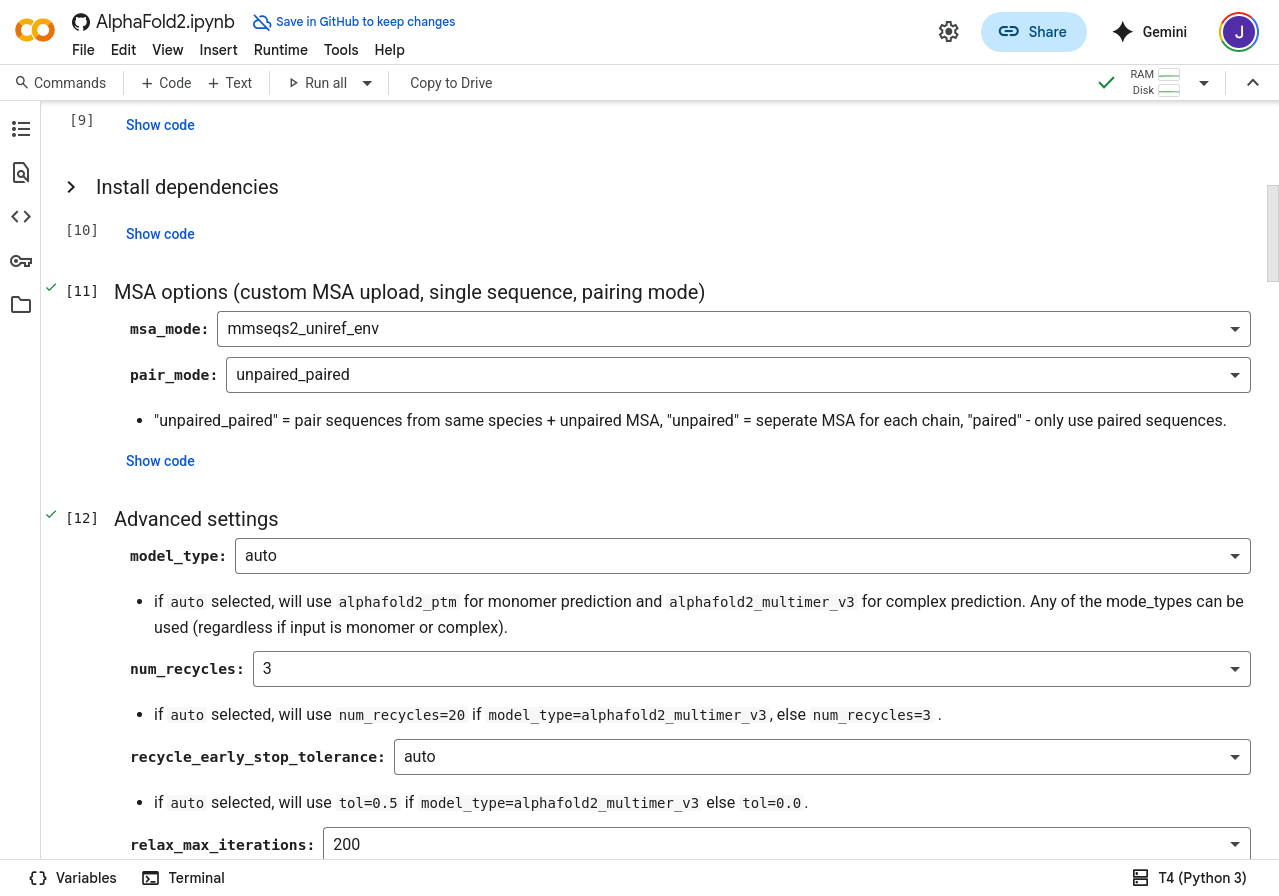 AlphaFold2.ipynb Save in GitHub to keep changes
File Edit View Insert Runtime Tools Help
Share
Gemini
J
Commands + Code + Text Run all Copy to Drive
RAM
Disk
[9] Show code
Install dependencies
[10] Show code
[11] MSA options (custom MSA upload, single sequence, pairing mode)
msa_mode: mmseqs2_uniref_env
pair_mode: unpaired_paired
• "unpaired_paired" = pair sequences from same species + unpaired MSA, "unpaired" = seperate MSA for each chain, "paired" - only use paired sequences.
Show code
[12] Advanced settings
model_type: auto
• if auto selected, will use alphafold2_ptm for monomer prediction and alphafold2_multimer_v3 for complex prediction. Any of the mode_types can be
used (regardless if input is monomer or complex).
num_recycles: 3
• if auto selected, will use num_recycles=20 if model_type=alphafold2_multimer_v3, else num_recycles=3 .
recycle_early_stop_tolerance: auto
• if auto selected, will use tol=0.5 if model_type=alphafold2_multimer_v3 else tol=0.0.
relax_max_iterations: 200
Variables Terminal T4 (Python 3)